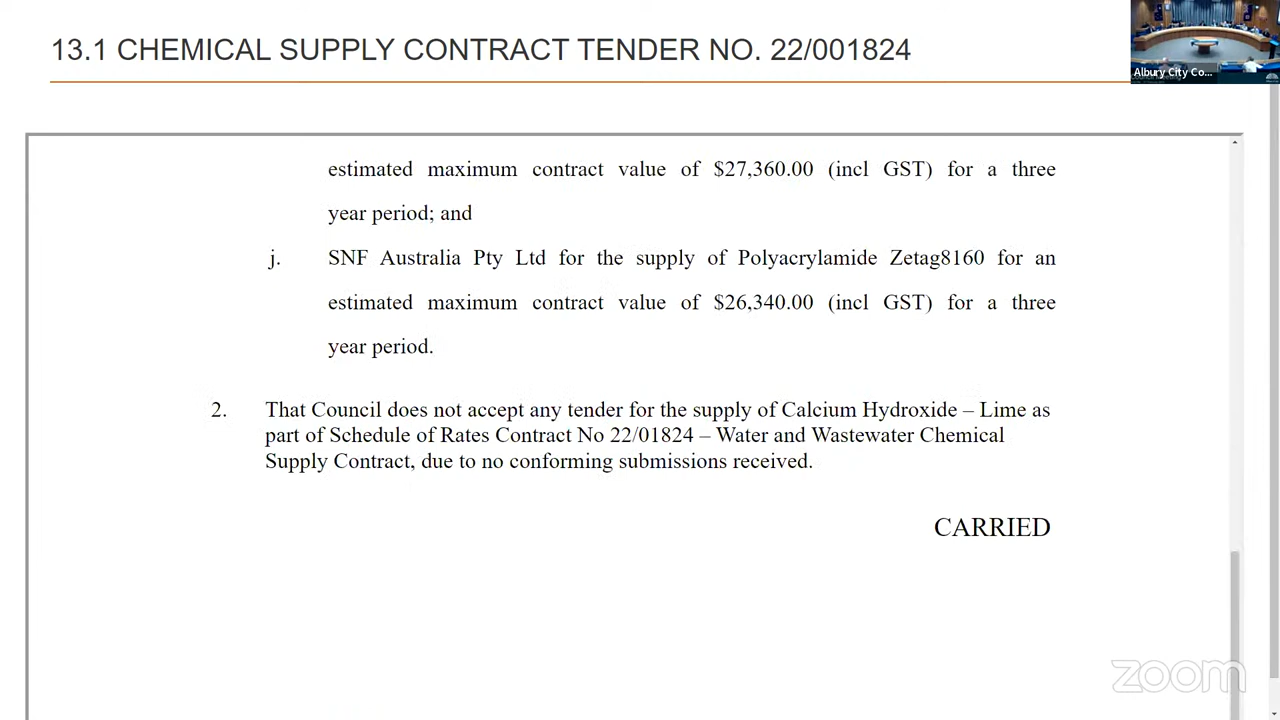 13.1 CHEMICAL SUPPLY CONTRACT TENDER NO. 22/001824
Albury City Co...
estimated maximum contract value of $27,360.00 (incl GST) for a three
year period; and
j. SNF Australia Pty Ltd for the supply of Polyacrylamide Zetag8160 for an
estimated maximum contract value of $26,340.00 (incl GST) for a three
year period.
2. That Council does not accept any tender for the supply of Calcium Hydroxide – Lime as
part of Schedule of Rates Contract No 22/01824 – Water and Wastewater Chemical
Supply Contract, due to no conforming submissions received.
CARRIED
zoom